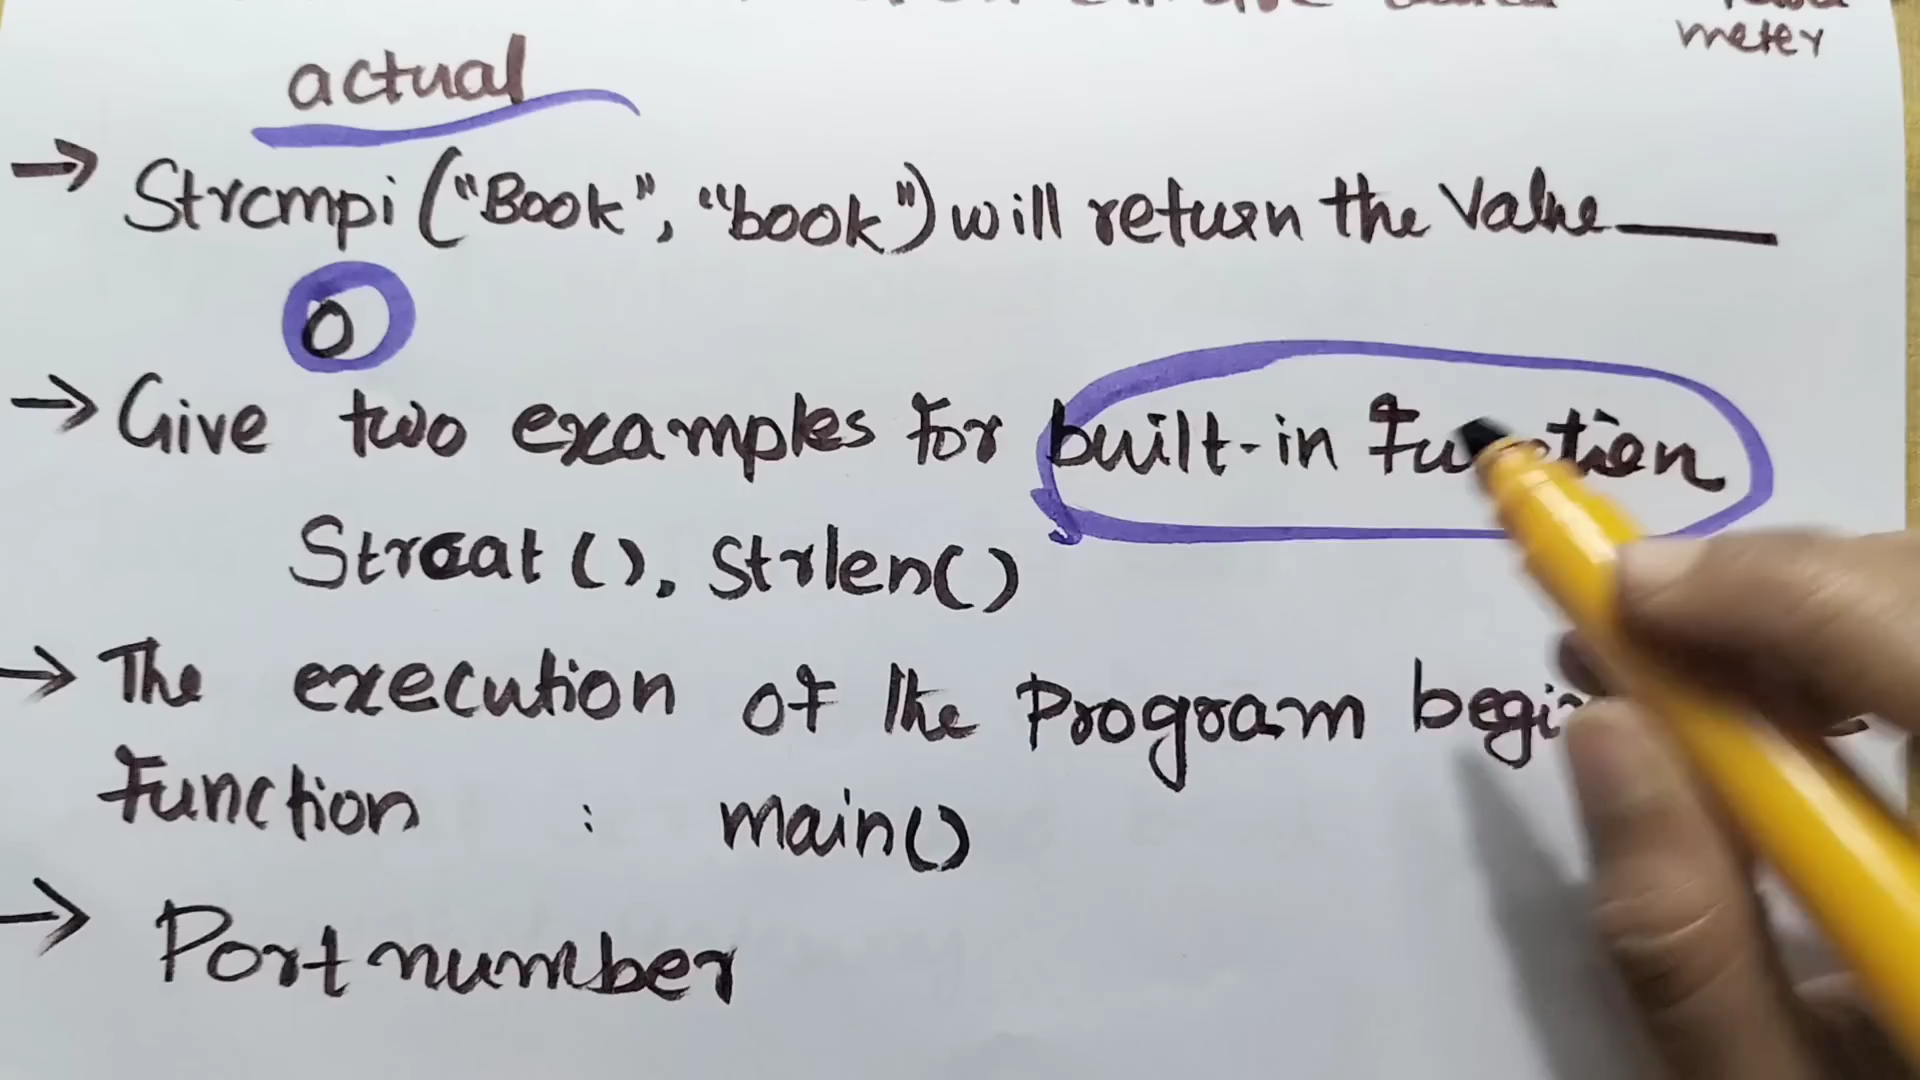 meter
actual
→ Strcmpi ("Book", "book") will return the Value ____
0
→ Give two examples for built-in Function
Strcat (), Strlen()
→ The execution of the Program
Function : main()
→ Port number